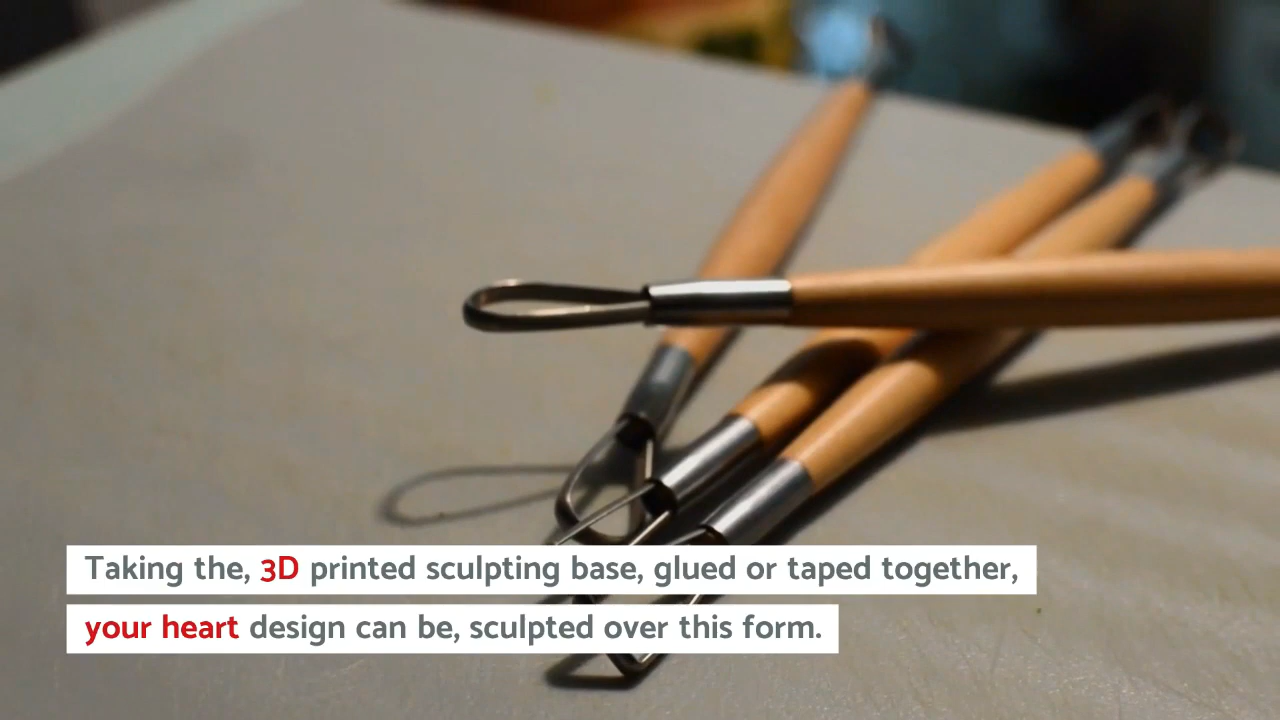 Taking the, 3D printed sculpting base, glued or taped together,
your heart design can be, sculpted over this form.